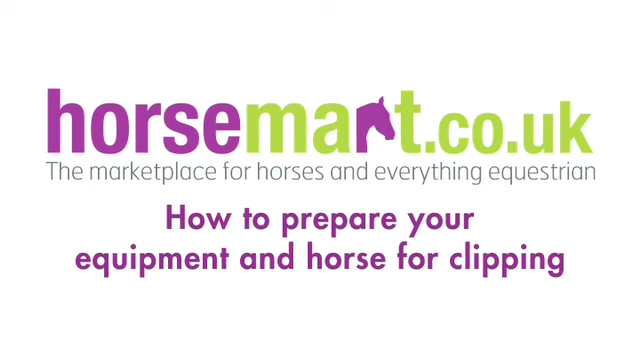 horsemart.co.uk
The marketplace for horses and everything equestrian
How to prepare your
equipment and horse for clipping